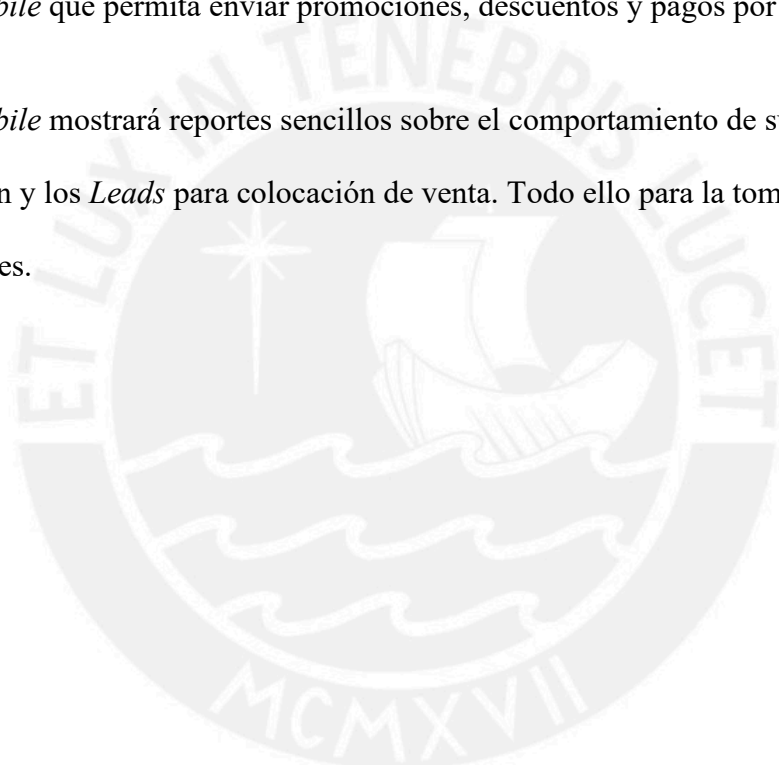 bile que permita enviar promociones, descuentos y pagos por
bile mostrará reportes sencillos sobre el comportamiento de s
n y los Leads para colocación de venta. Todo ello para la tom
es.
ET LUX IN TENEBRIS LUCET
MCMXVII